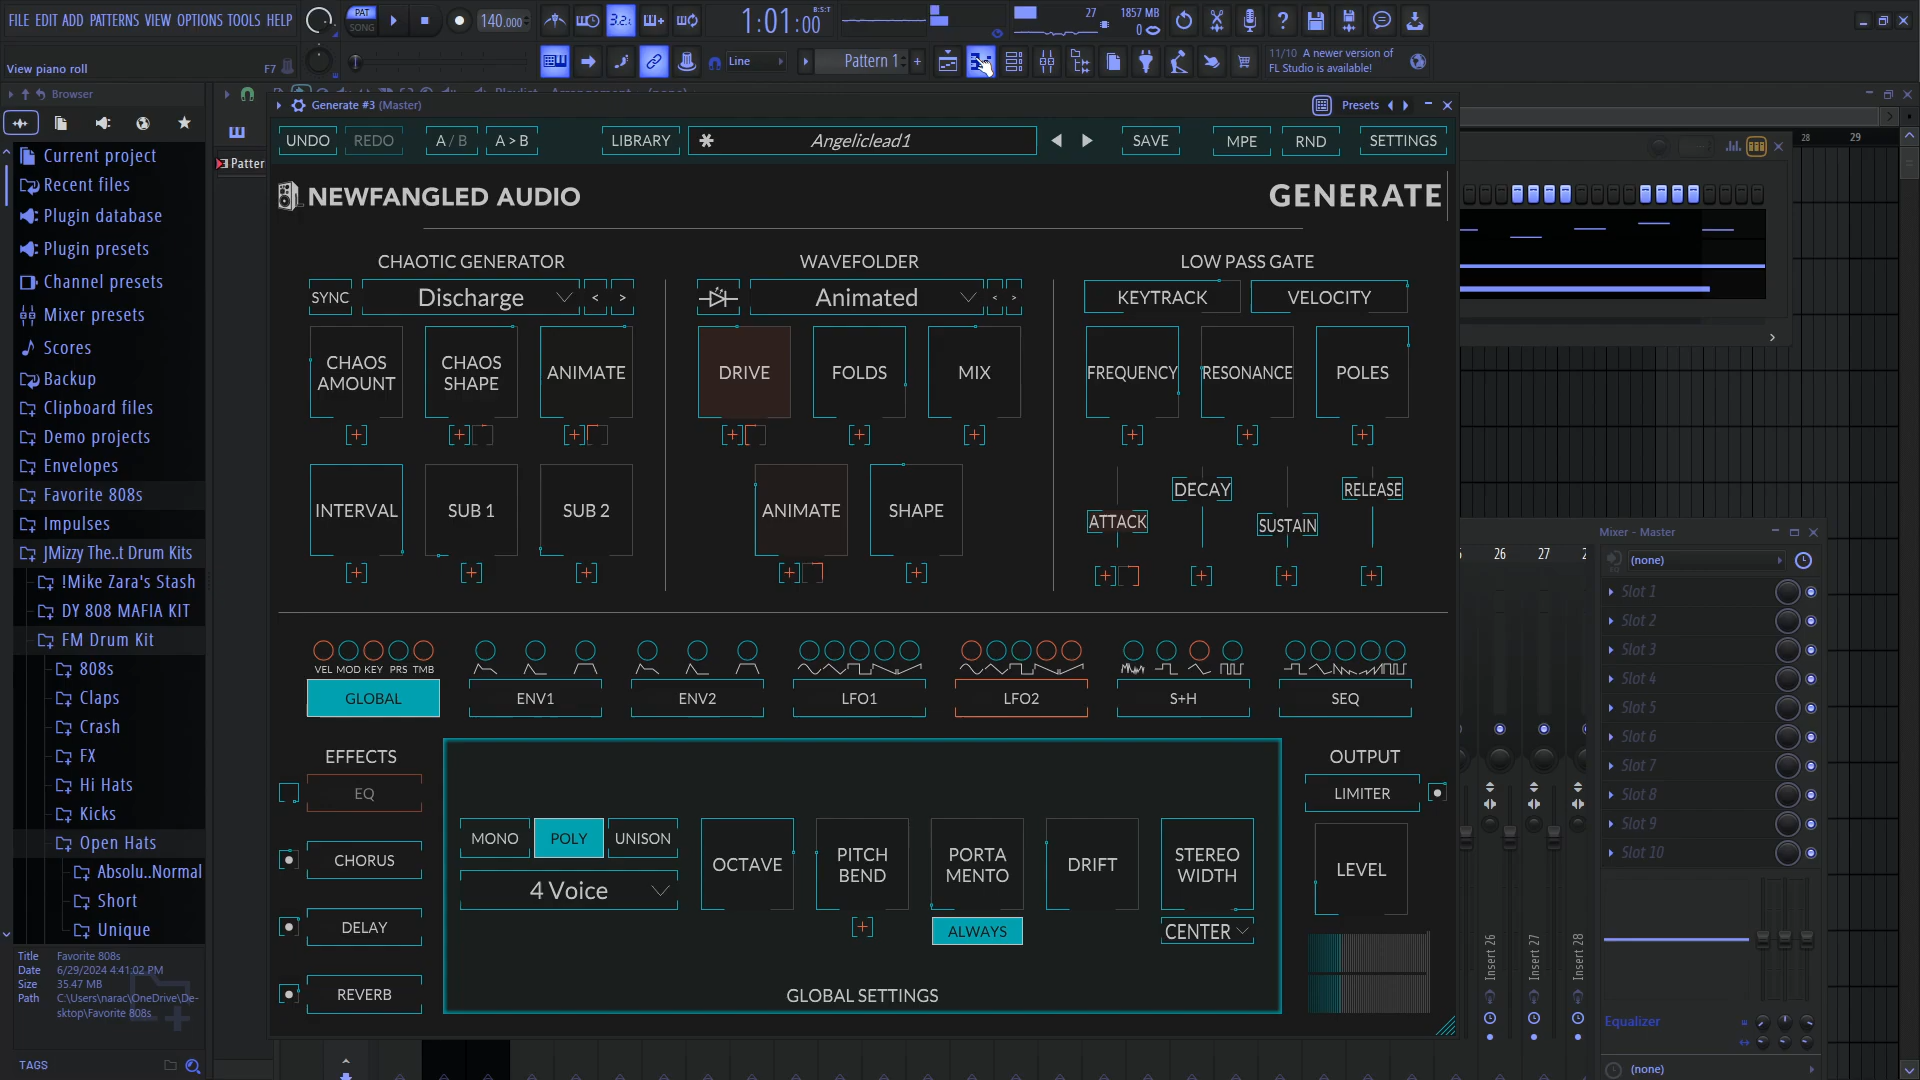 FILE EDIT ADD PATTERNS VIEW OPTIONS TOOLS HELP
PAT
SONG
140.000
3.2.
1:01:00
B:S:T
27
1857 MB
0
View piano roll
F7
Line
Pattern 1
11/10 A newer version of
FL Studio is available!
Browser
Generate #3 (Master)
Presets
UNDO
REDO
A / B
A > B
LIBRARY
Angeliclead1
SAVE
MPE
RND
SETTINGS
28
29
Current project
Recent files
Plugin database
Plugin presets
Channel presets
Mixer presets
Scores
Backup
Clipboard files
Demo projects
Envelopes
Favorite 808s
Impulses
JMizzy The..t Drum Kits
!Mike Zara's Stash
DY 808 MAFIA KIT
FM Drum Kit
808s
Claps
Crash
FX
Hi Hats
Kicks
Open Hats
Absolu..Normal
Short
Unique
Patter
NEWFANGLED AUDIO
GENERATE
CHAOTIC GENERATOR
SYNC
Discharge
<
>
CHAOS
AMOUNT
CHAOS
SHAPE
ANIMATE
INTERVAL
SUB 1
SUB 2
WAVEFOLDER
Animated
<
>
DRIVE
FOLDS
MIX
ANIMATE
SHAPE
LOW PASS GATE
KEYTRACK
VELOCITY
FREQUENCY
RESONANCE
POLES
ATTACK
DECAY
SUSTAIN
RELEASE
VEL MOD KEY PRS TMB
GLOBAL
ENV1
ENV2
LFO1
LFO2
S+H
SEQ
EFFECTS
EQ
CHORUS
DELAY
REVERB
MONO
POLY
UNISON
4 Voice
OCTAVE
PITCH
BEND
PORTA
MENTO
ALWAYS
DRIFT
STEREO
WIDTH
CENTER
GLOBAL SETTINGS
OUTPUT
LIMITER
LEVEL
Mixer - Master
26
27
(none)
Slot 1
Slot 2
Slot 3
Slot 4
Slot 5
Slot 6
Slot 7
Slot 8
Slot 9
Slot 10
Insert 26
Insert 27
Insert 28
Equalizer
(none)
Title Favorite 808s
Date 6/29/2024 4:41:02 PM
Size 35.47 MB
Path C:\Users\narac\OneDrive\De-
sktop\Favorite 808s
TAGS